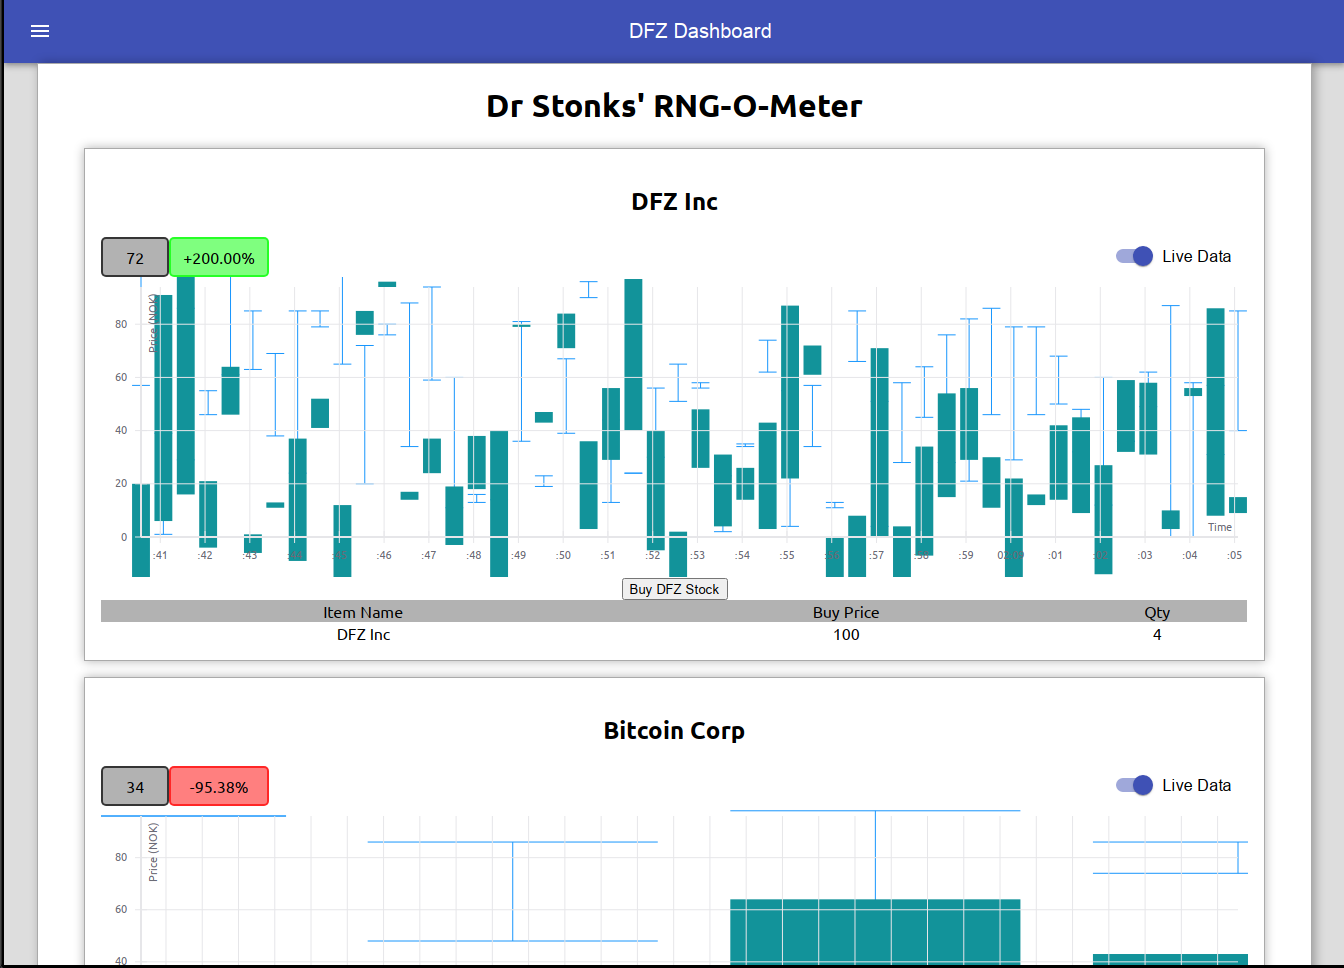 DFZ Dashboard
Dr Stonks' RNG-O-Meter
DFZ Inc
72 +200.00% Live Data
Price (NOK)
80
60
40
20
0
Time
:41 :42 :43 :44 :45 :46 :47 :48 :49 :50 :51 :52 :53 :54 :55 :56 :57 :58 :59 :01 :02 :03 :04 :05
Buy DFZ Stock
Item Name Buy Price Qty
DFZ Inc 100 4
Bitcoin Corp
34 -95.38% Live Data
Price (NOK)
80
60
40